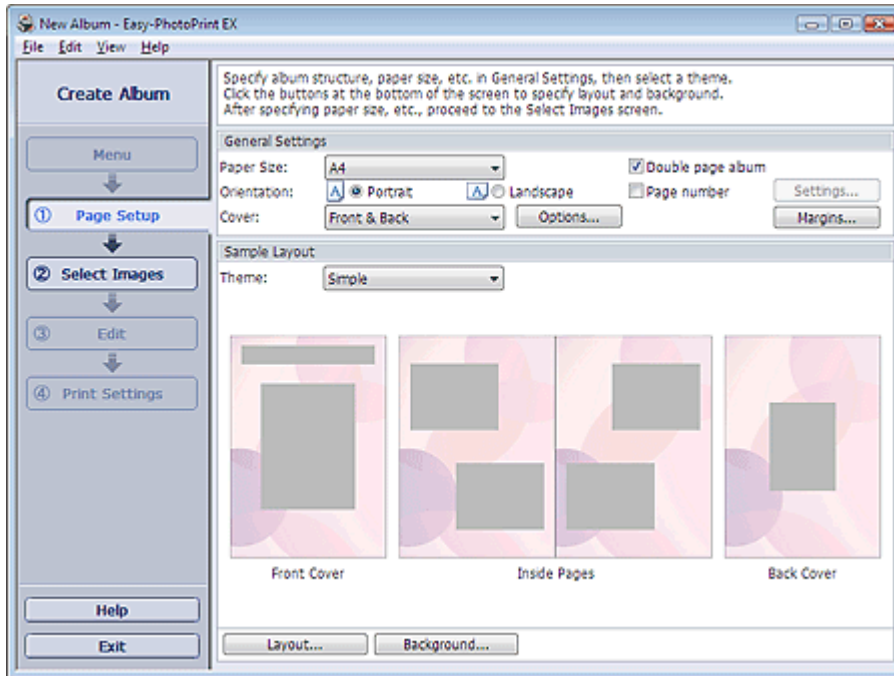 New Album - Easy-PhotoPrint EX
File Edit View Help
Create Album
Menu
① Page Setup
② Select Images
③ Edit
④ Print Settings
Help
Exit
Specify album structure, paper size, etc. in General Settings, then select a theme.
Click the buttons at the bottom of the screen to specify layout and background.
After specifying paper size, etc., proceed to the Select Images screen.
General Settings
Paper Size: A4 Double page album
Orientation: A Portrait A Landscape Page number Settings...
Cover: Front & Back Options... Margins...
Sample Layout
Theme: Simple
Front Cover Inside Pages Back Cover
Layout... Background...